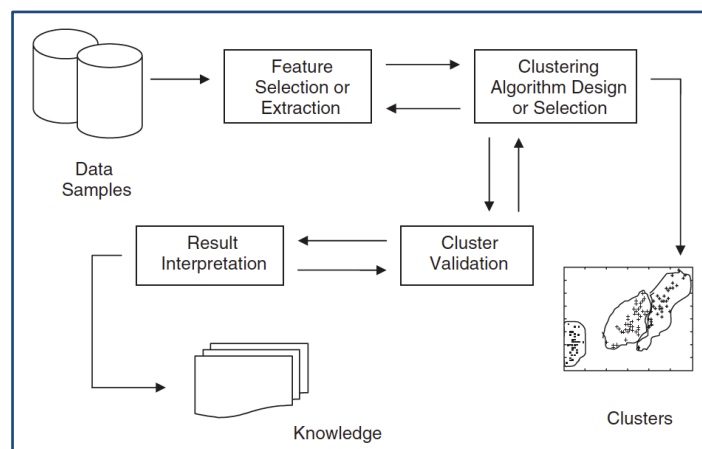 Feature
Selection or
Extraction
Clustering
Algorithm Design
or Selection
Data
Samples
Result
Interpretation
Cluster
Validation
Clusters
Knowledge